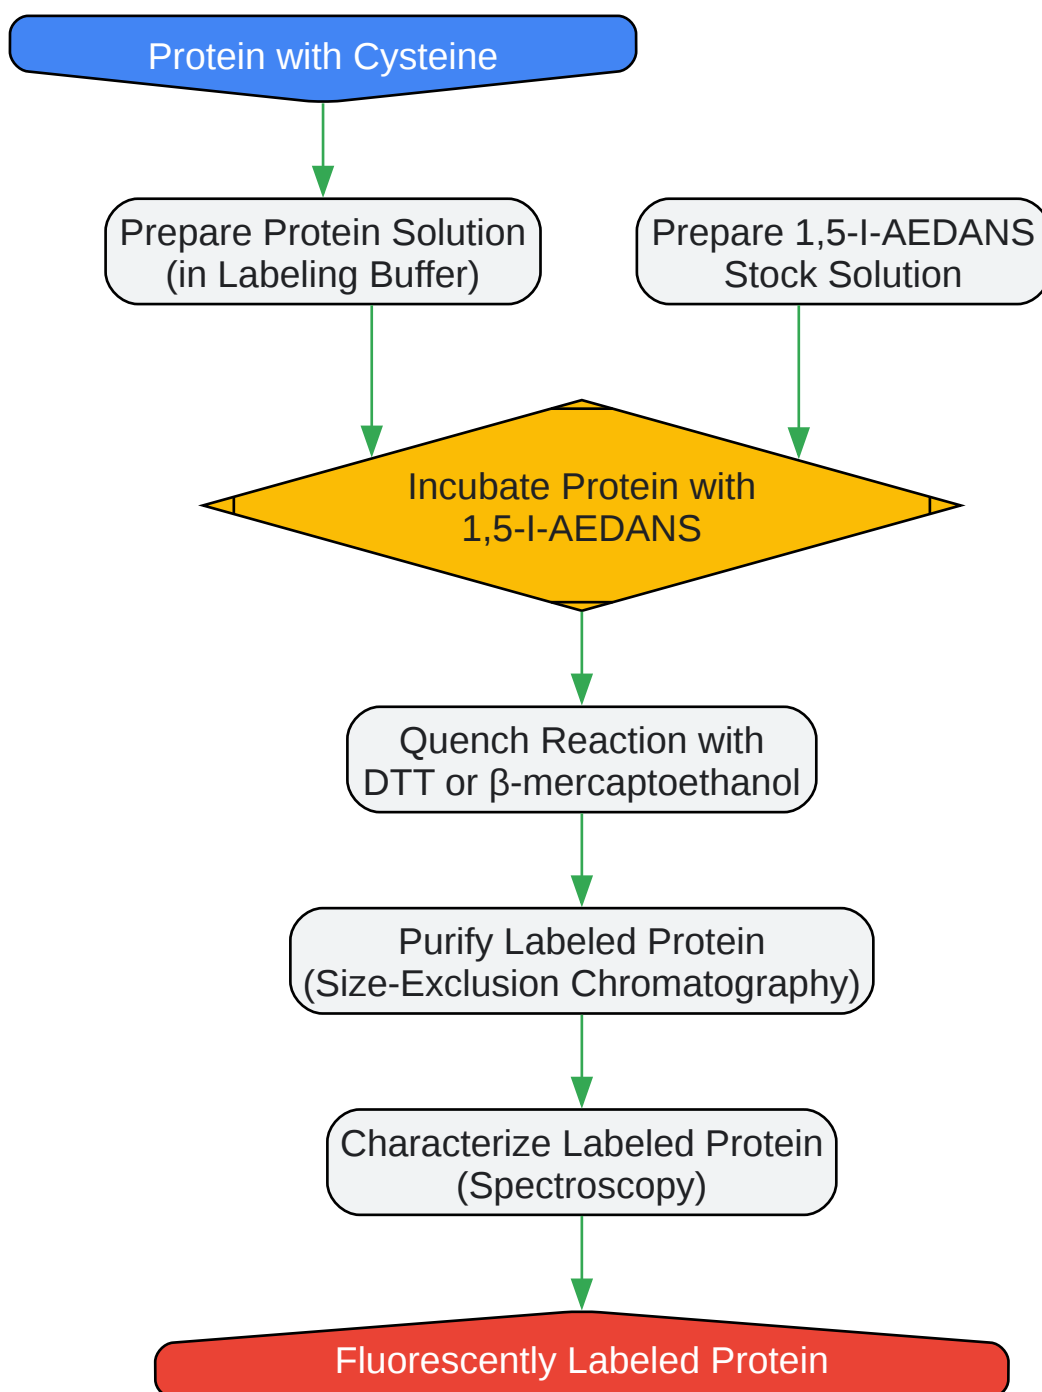 Protein with Cysteine
Prepare Protein Solution
(in Labeling Buffer)
Prepare 1,5-I-AEDANS
Stock Solution
Incubate Protein with
1,5-I-AEDANS
Quench Reaction with
DTT or β-mercaptoethanol
Purify Labeled Protein
(Size-Exclusion Chromatography)
Characterize Labeled Protein
(Spectroscopy)
Fluorescently Labeled Protein